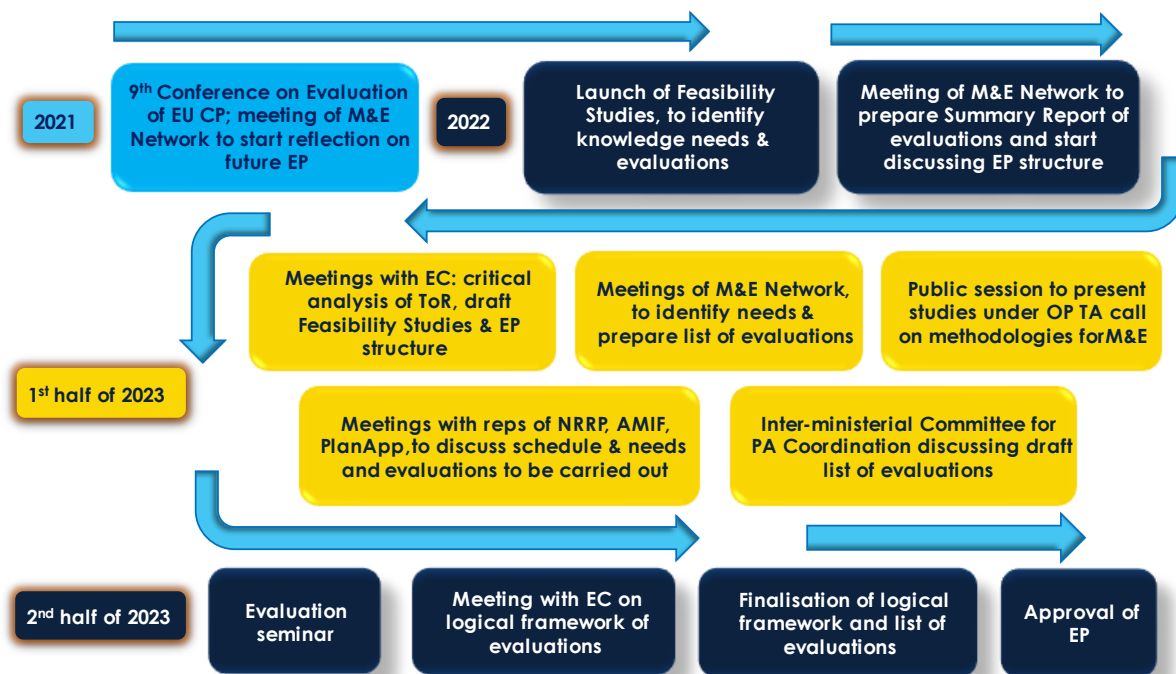 2021
9th Conference on Evaluation
of EU CP; meeting of M&E
Network to start reflection on
future EP
2022
Launch of Feasibility
Studies, to identify
knowledge needs &
evaluations
Meeting of M&E Network to
prepare Summary Report of
evaluations and start
discussing EP structure
1st half of 2023
Meetings with EC: critical
analysis of ToR, draft
Feasibility Studies & EP
structure
Meetings of M&E Network,
to identify needs &
prepare list of evaluations
Public session to present
studies under OP TA call
on methodologies forM&E
Meetings with reps of NRRP, AMIF,
PlanApp,to discuss schedule & needs
and evaluations to be carried out
Inter-ministerial Committee for
PA Coordination discussing draft
list of evaluations
2nd half of 2023
Evaluation
seminar
Meeting with EC on
logical framework of
evaluations
Finalisation of logical
framework and list of
evaluations
Approval of
EP